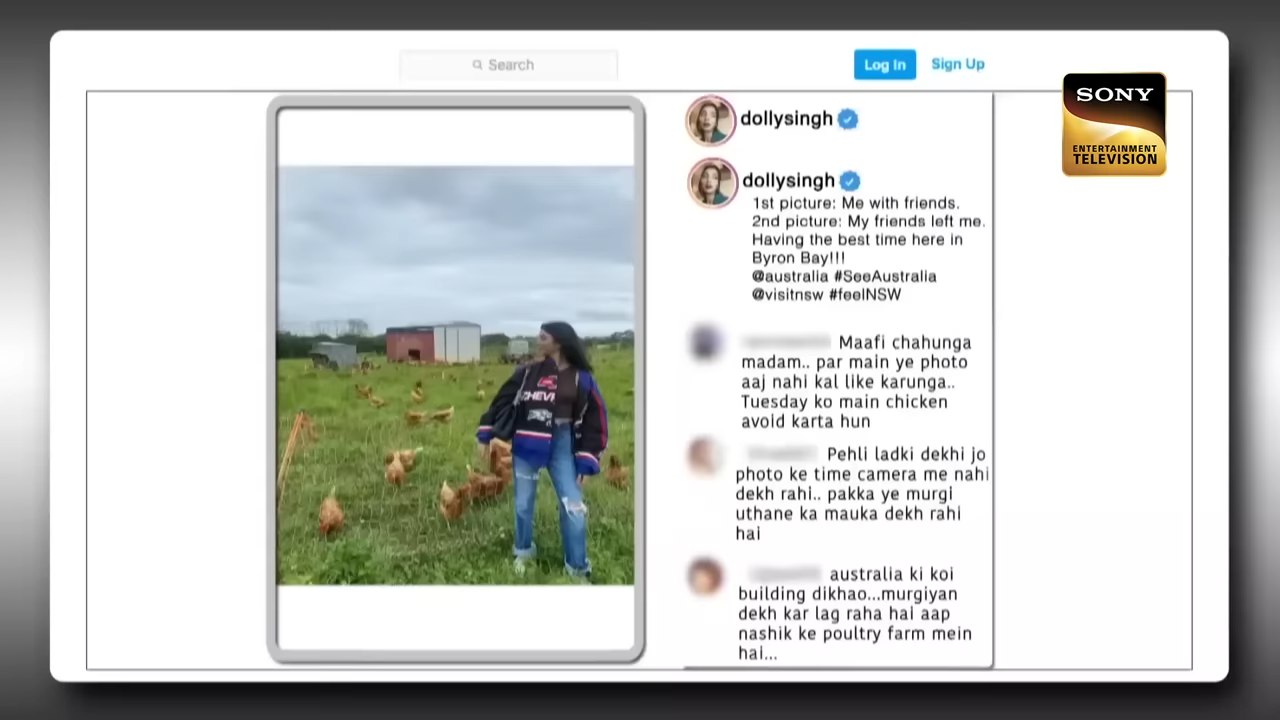 Search
Log In
Sign Up
SONY
ENTERTAINMENT
TELEVISION
dollysingh
dollysingh
1st picture: Me with friends.
2nd picture: My friends left me.
Having the best time here in
Byron Bay!!!
@australia #SeeAustralia
@visitnsw #feelNSW
Maafi chahunga
madam.. par main ye photo
aaj nahi kal like karunga..
Tuesday ko main chicken
avoid karta hun
Pehli ladki dekhi jo
photo ke time camera me nahi
dekh rahi.. pakka ye murgi
uthane ka mauka dekh rahi
hai
australia ki koi
building dikhao...murgiyan
dekh kar lag raha hai aap
nashik ke poultry farm mein
hai...